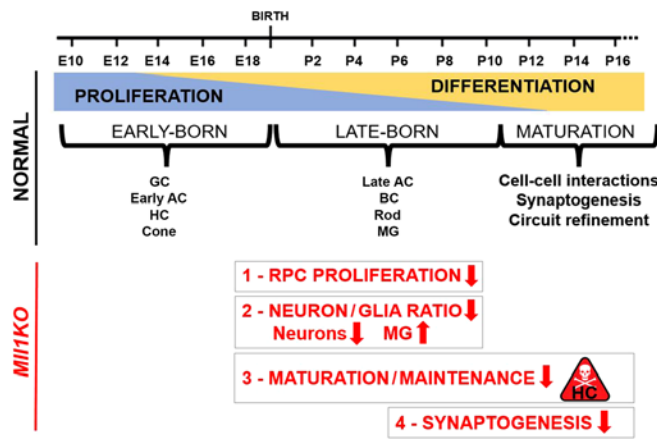 BIRTH
E10 E12 E14 E16 E18 P2 P4 P6 P8 P10 P12 P14 P16
NORMAL
PROLIFERATION
DIFFERENTIATION
EARLY-BORN LATE-BORN MATURATION
GC
Early AC
HC
Cone
Late AC
BC
Rod
MG
Cell-cell interactions
Synaptogenesis
Circuit refinement
Mll1KO
1 - RPC PROLIFERATION
2 - NEURON/GLIA RATIO
Neurons MG
3 - MATURATION/MAINTENANCE
HC
4 - SYNAPTOGENESIS